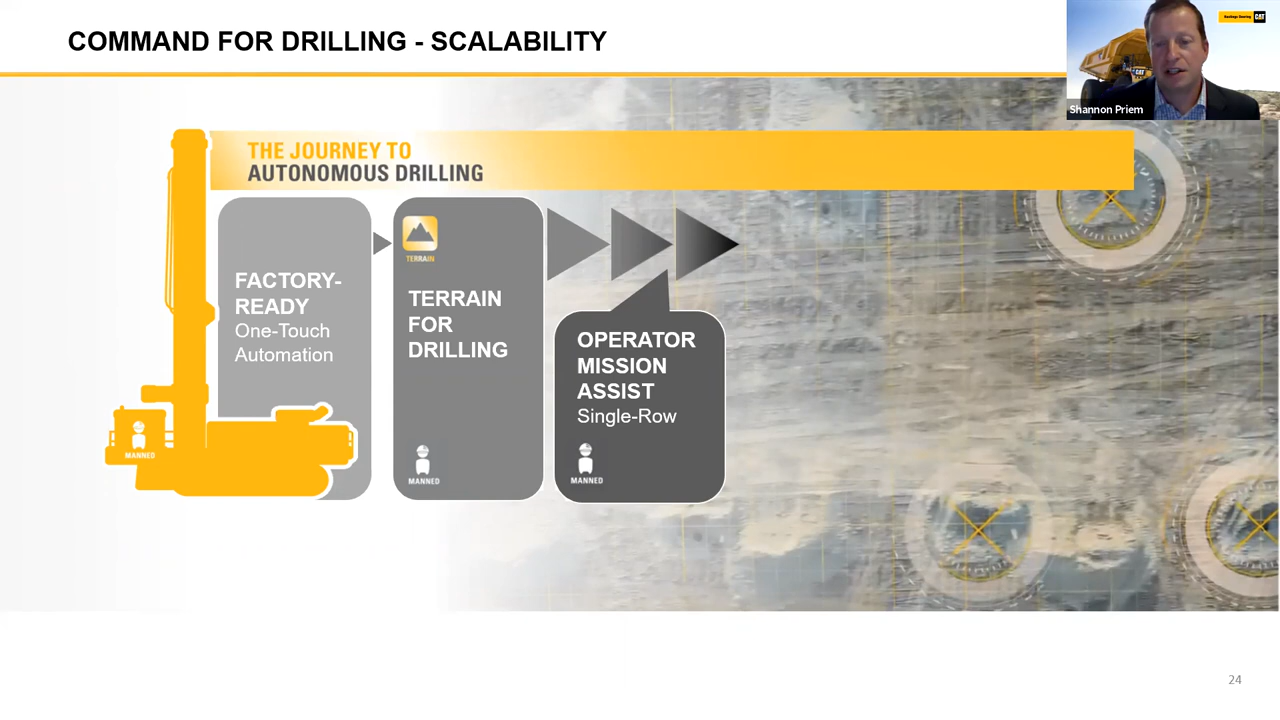 COMMAND FOR DRILLING - SCALABILITY
CAT
Shannon Priem
THE JOURNEY TO
AUTONOMOUS DRILLING
FACTORY-
READY
One-Touch
Automation
MANNED
TERRAIN
TERRAIN
FOR
DRILLING
MANNED
OPERATOR
MISSION
ASSIST
Single-Row
MANNED
24